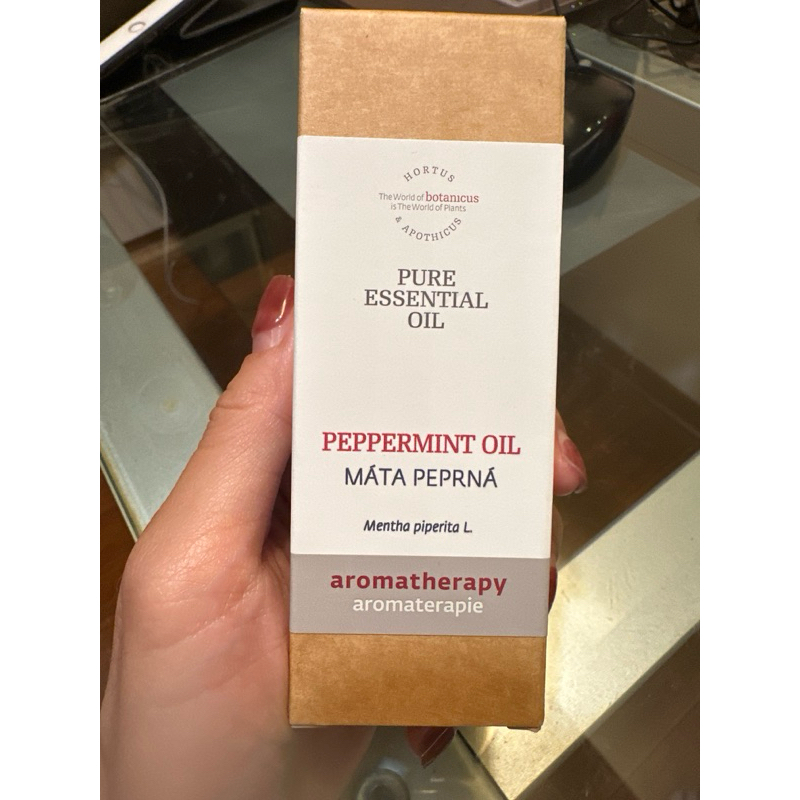 HORTUS
The World of botanicus
is The World of Plants
& APOTHICUS
PURE
ESSENTIAL
OIL
PEPPERMINT OIL
MÁTA PEPRNÁ
Mentha piperita L.
aromatherapy
aromaterapie